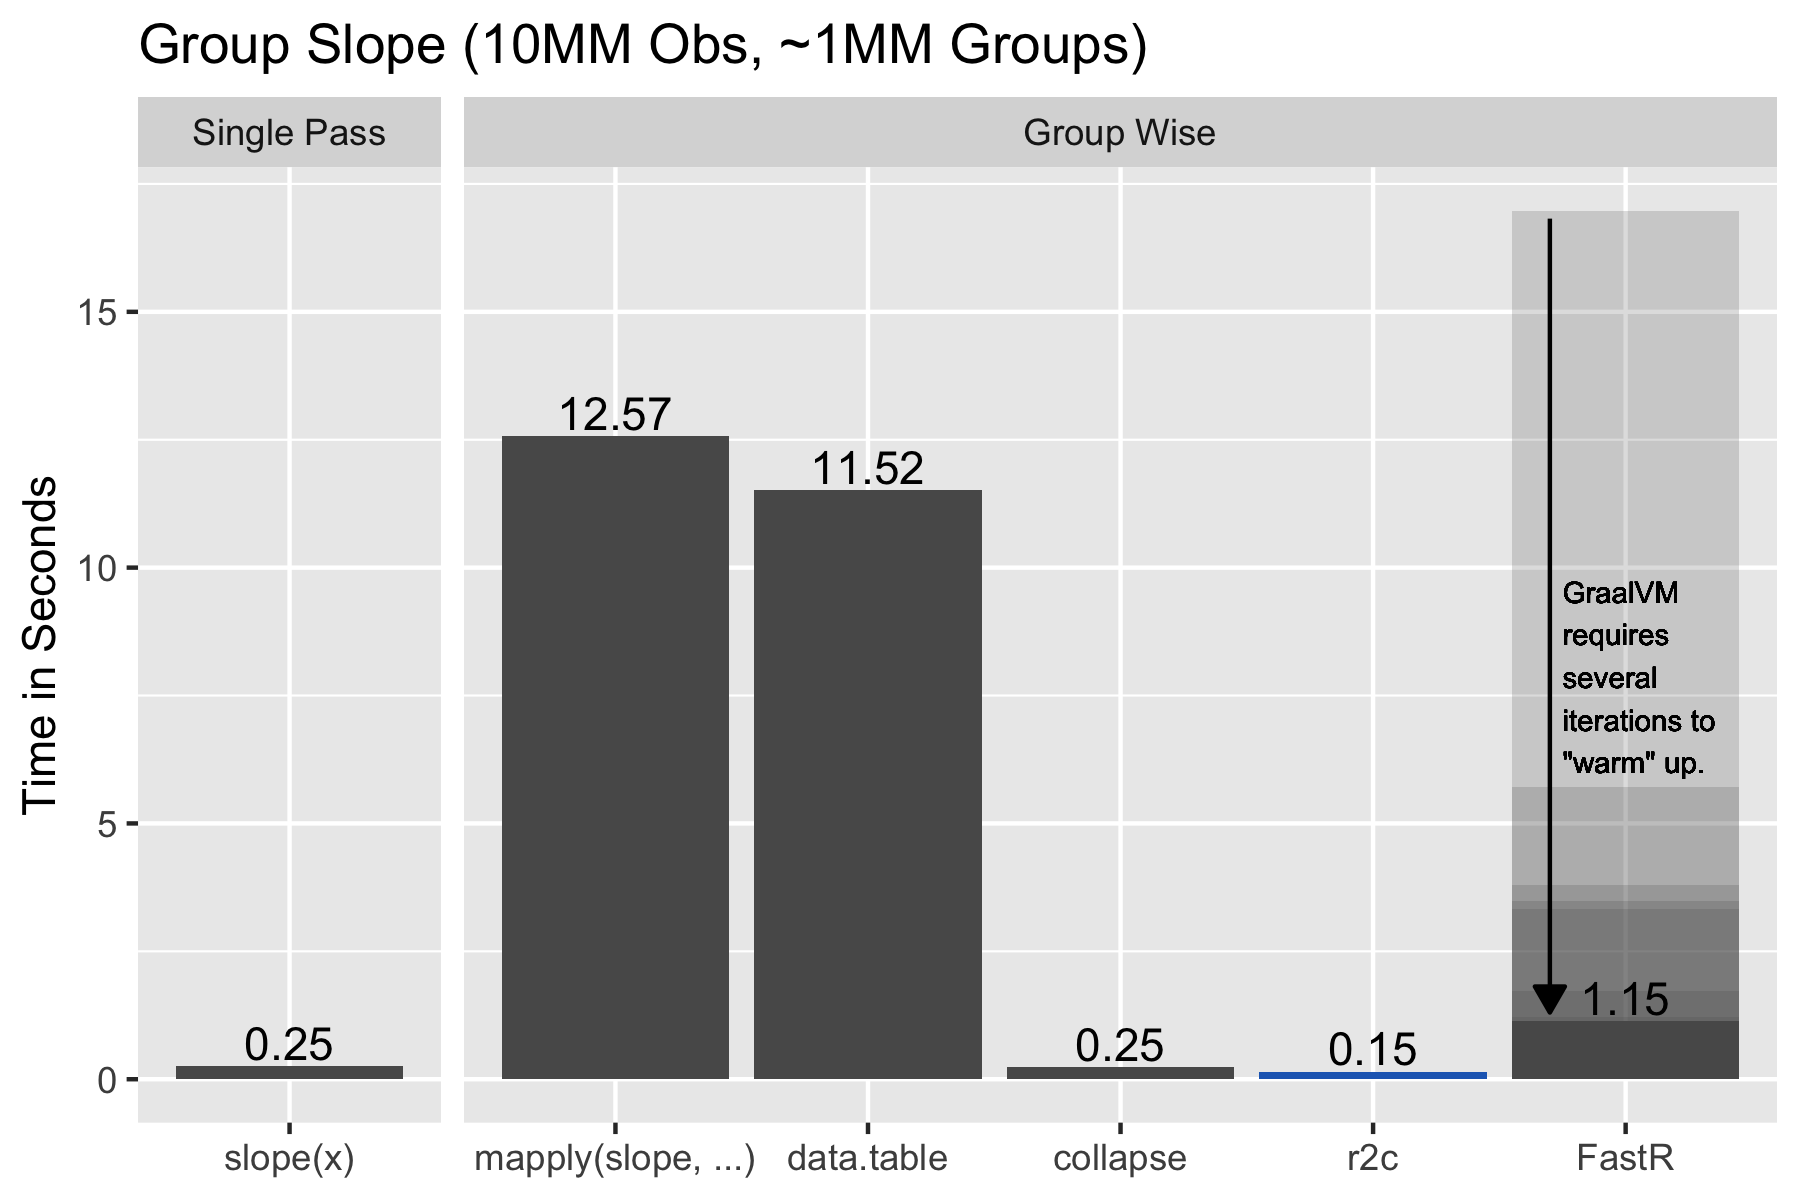 Group Slope (10MM Obs, ~1MM Groups)
Single Pass
Group Wise
Time in Seconds
15
10
5
0
0.25
12.57
11.52
0.25
0.15
1.15
GraalVM
requires
several
iterations to
"warm" up.
slope(x)
mapply(slope, ...)
data.table
collapse
r2c
FastR